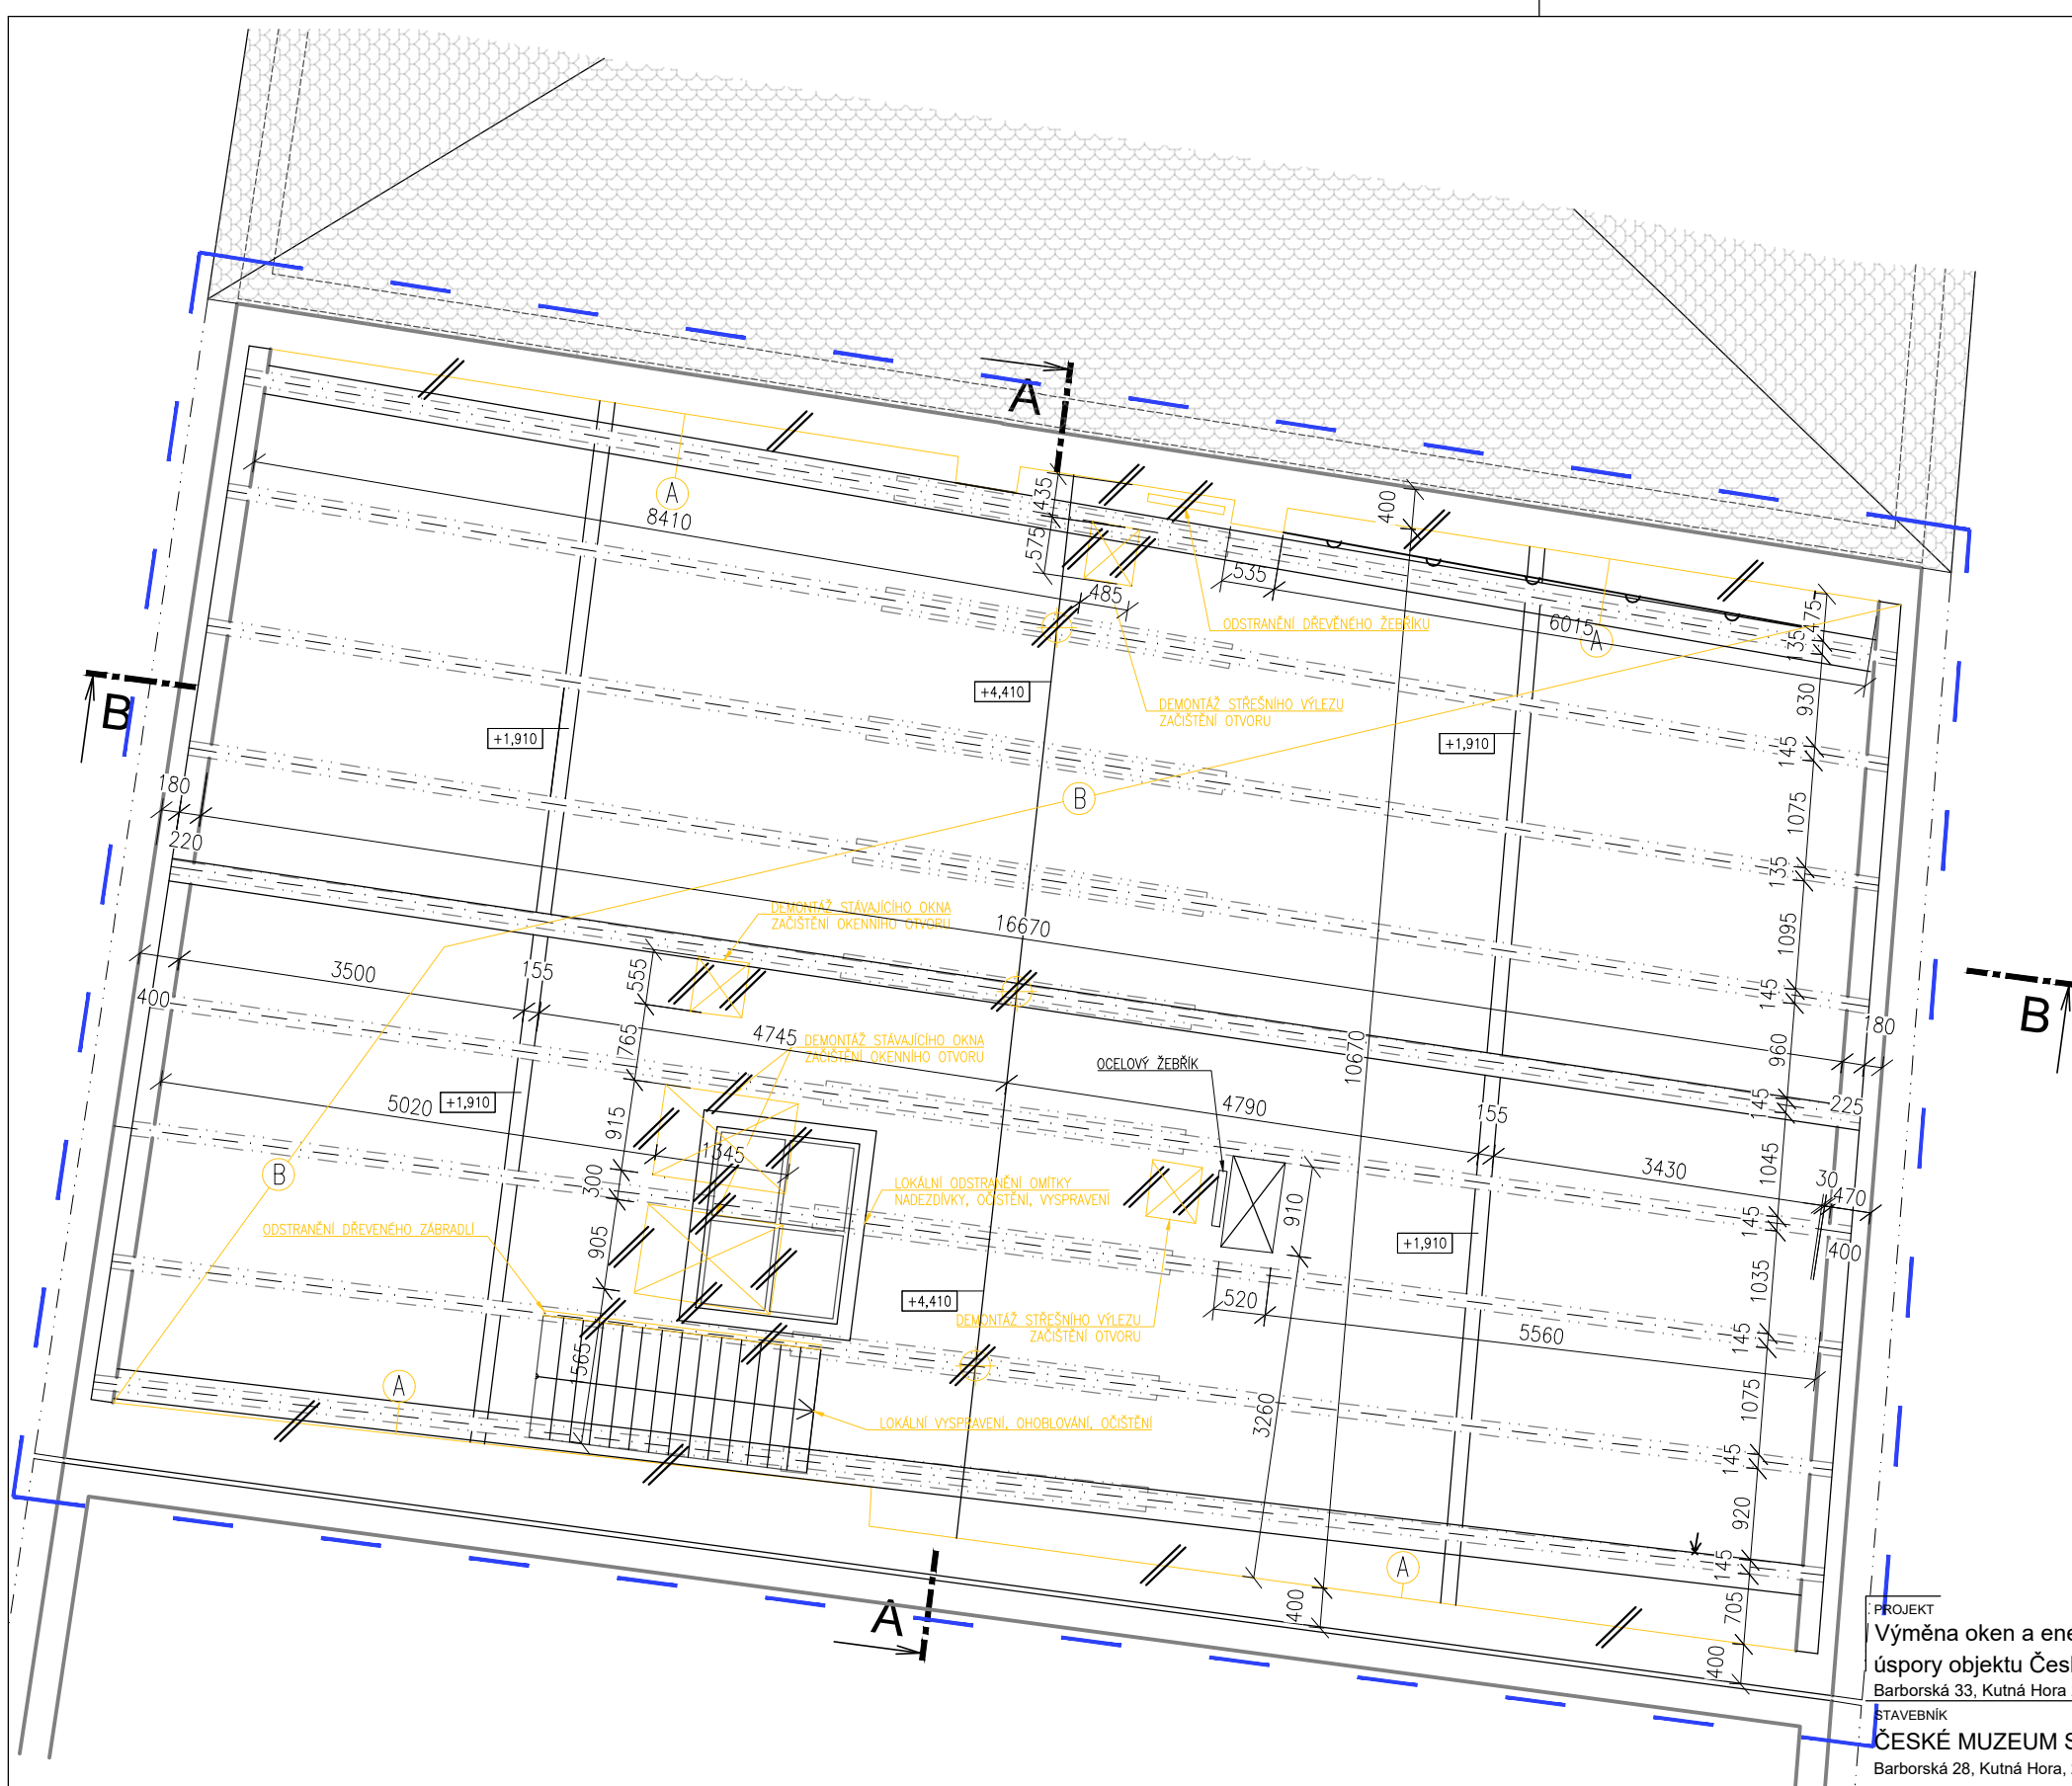 A
435
400
A
8410
575
535
485
475
6015
135
A
ODSTRANĚNÍ DŘEVĚNÉHO ŽEBŘÍKU
+4,410
DEMONTÁŽ STŘEŠNÍHO VÝLEZU
ZAČIŠTĚNÍ OTVORU
930
B
+1,910
+1,910
145
180
B
1075
220
135
DEMONTÁŽ STÁVAJÍCÍHO OKNA
ZAČIŠTĚNÍ OKENNÍHO OTVORU
16670
1095
3500
155
555
145
400
B
180
4745
DEMONTÁŽ STÁVAJÍCÍHO OKNA
ZAČIŠTĚNÍ OKENNÍHO OTVORU
765
10670
960
OCELOVÝ ŽEBŘÍK
5020
+1,910
4790
155
145
225
915
1345
B
300
LOKÁLNÍ ODSTRANĚNÍ OMÍTKY
NADEZDÍVKY, OČIŠTĚNÍ, VYSPRAVENÍ
3430
1045
30
470
ODSTRANĚNÍ DŘEVENÉHO ZÁBRADLÍ
905
910
145
+1,910
400
+4,410
520
1035
DEMONTÁŽ STŘEŠNÍHO VÝLEZU
ZAČIŠTĚNÍ OTVORU
5560
145
1565
A
LOKÁLNÍ VYSPRAVENÍ, OHOBLOVÁNÍ, OČIŠTĚNÍ
3260
1075
145
920
A
145
A
400
705
400
PROJEKT
Výměna oken a ene
úspory objektu Česk
Barborská 33, Kutná Hora
STAVEBNÍK
ČESKÉ MUZEUM S
Barborská 28, Kutná Hora,